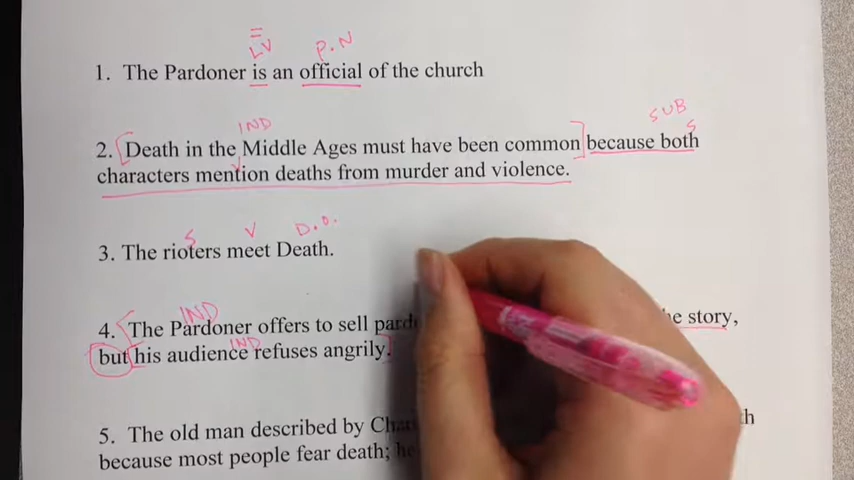 =
LV P.N
1. The Pardoner is an official of the church
IND SUB
S
2. Death in the Middle Ages must have been common because both
V
characters mention deaths from murder and violence.
S V D.O.
3. The rioters meet Death.
IND
4. The Pardoner offers to sell story,
IND
but his audience refuses angrily.
5. The old man described by
because most people fear death;